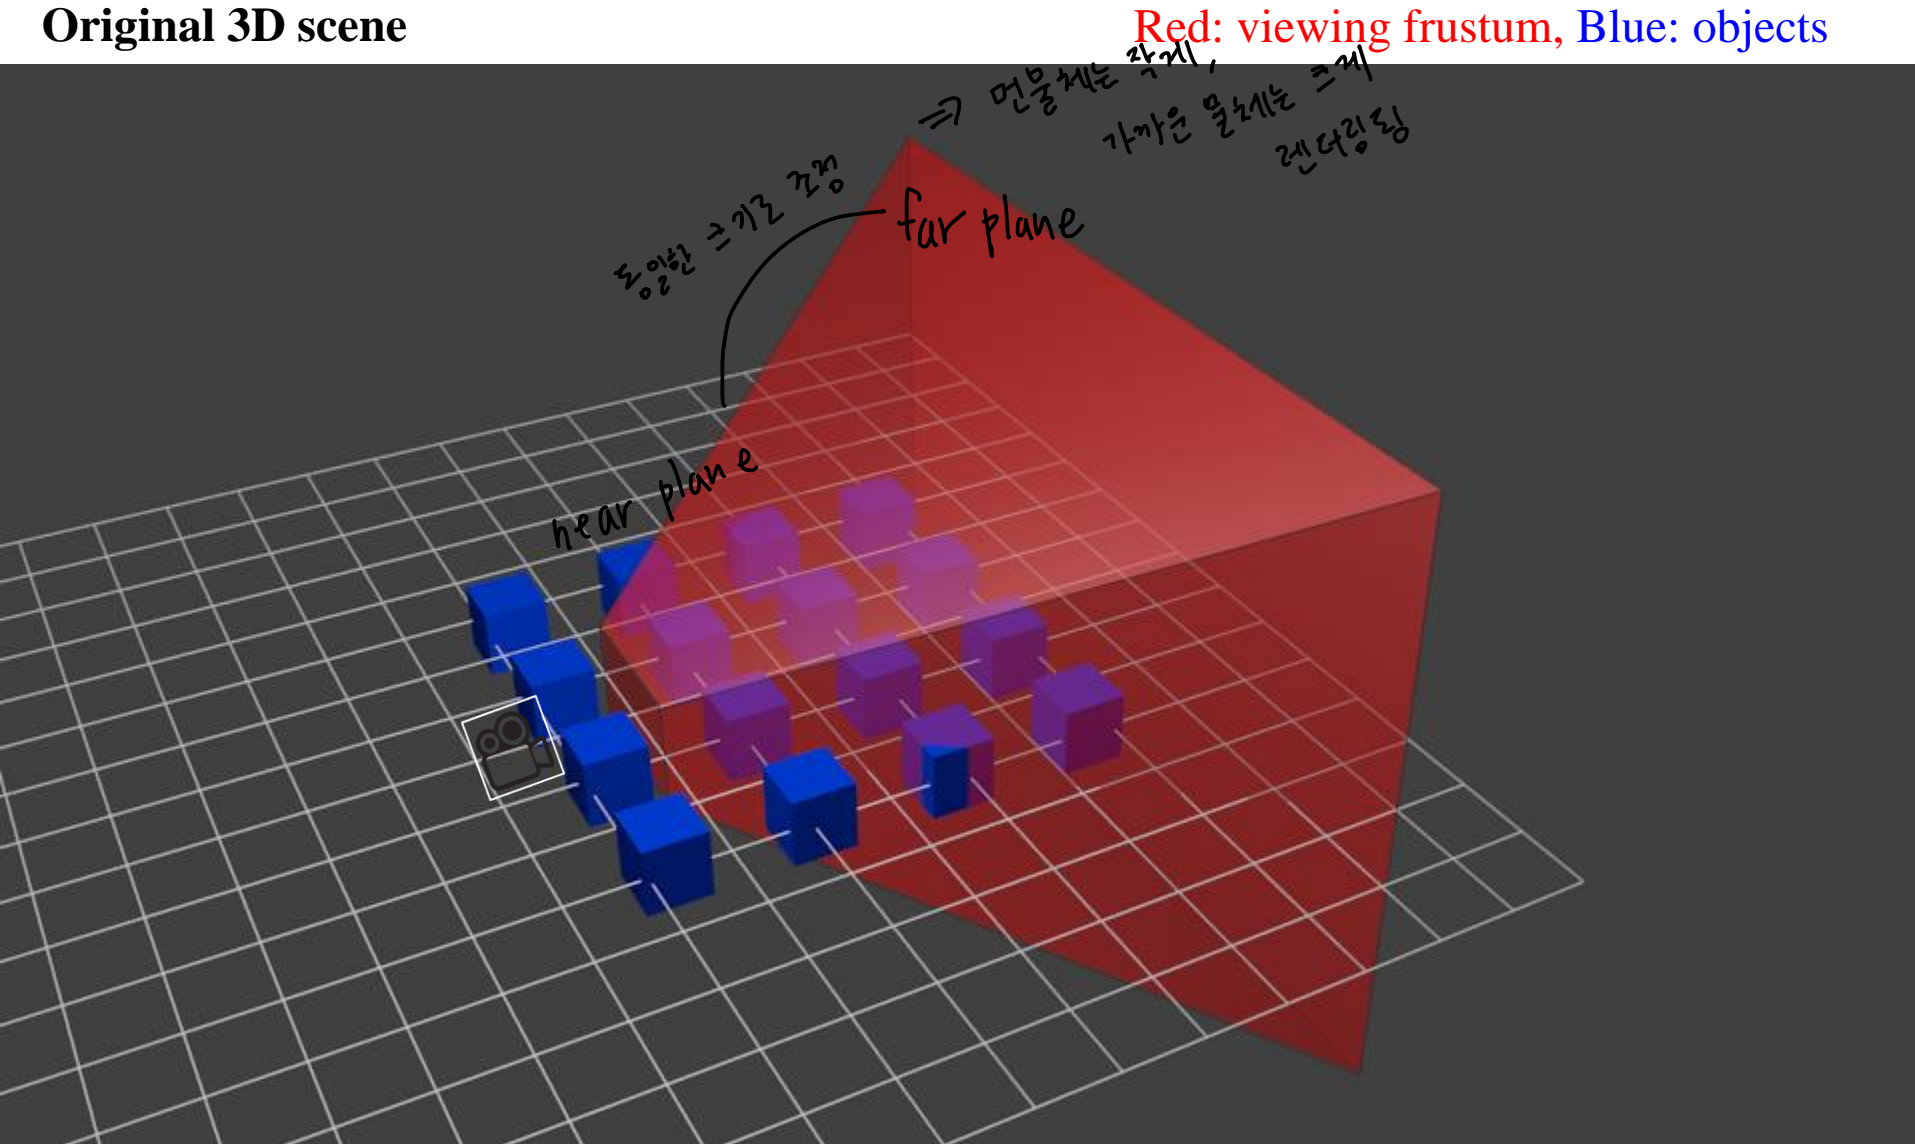 Original 3D scene
Red: viewing frustum, Blue: objects
⇒ 먼물체는 작게,
가까운 물체는 크게
렌더링됨
동일한 크기로 조정
far plane
near plane